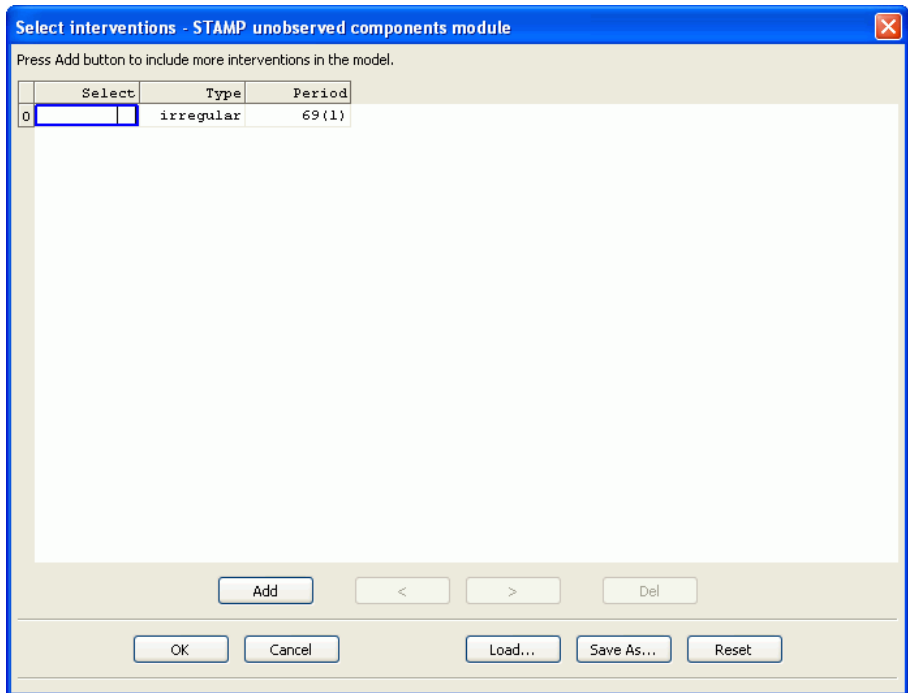 Select interventions - STAMP unobserved components module
Press Add button to include more interventions in the model.
Select Type Period
0 irregular 69(1)
Add < > Del
OK Cancel Load... Save As... Reset